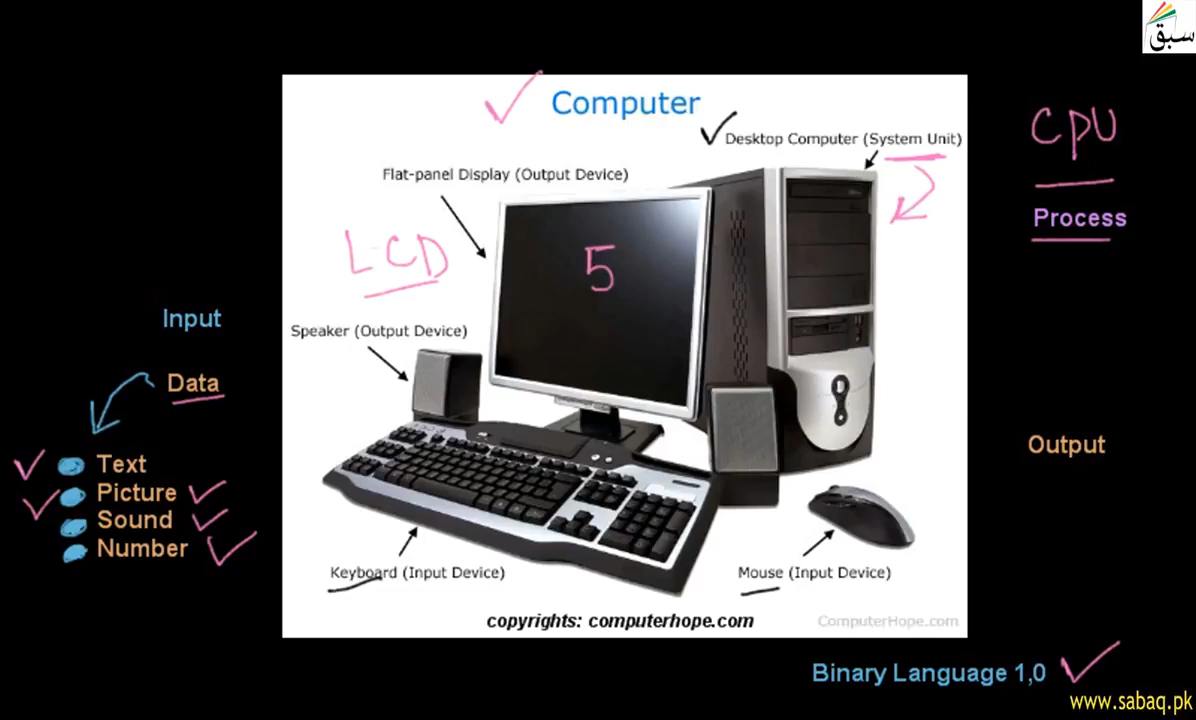 سبق
Computer
CPU
Desktop Computer (System Unit)
Flat-panel Display (Output Device)
Process
LCD
5
Input
Speaker (Output Device)
Data
Output
Text
Picture
Sound
Number
Keyboard (Input Device)
Mouse (Input Device)
copyrights: computerhope.com
ComputerHope.com
Binary Language 1,0
www.sabaq.pk